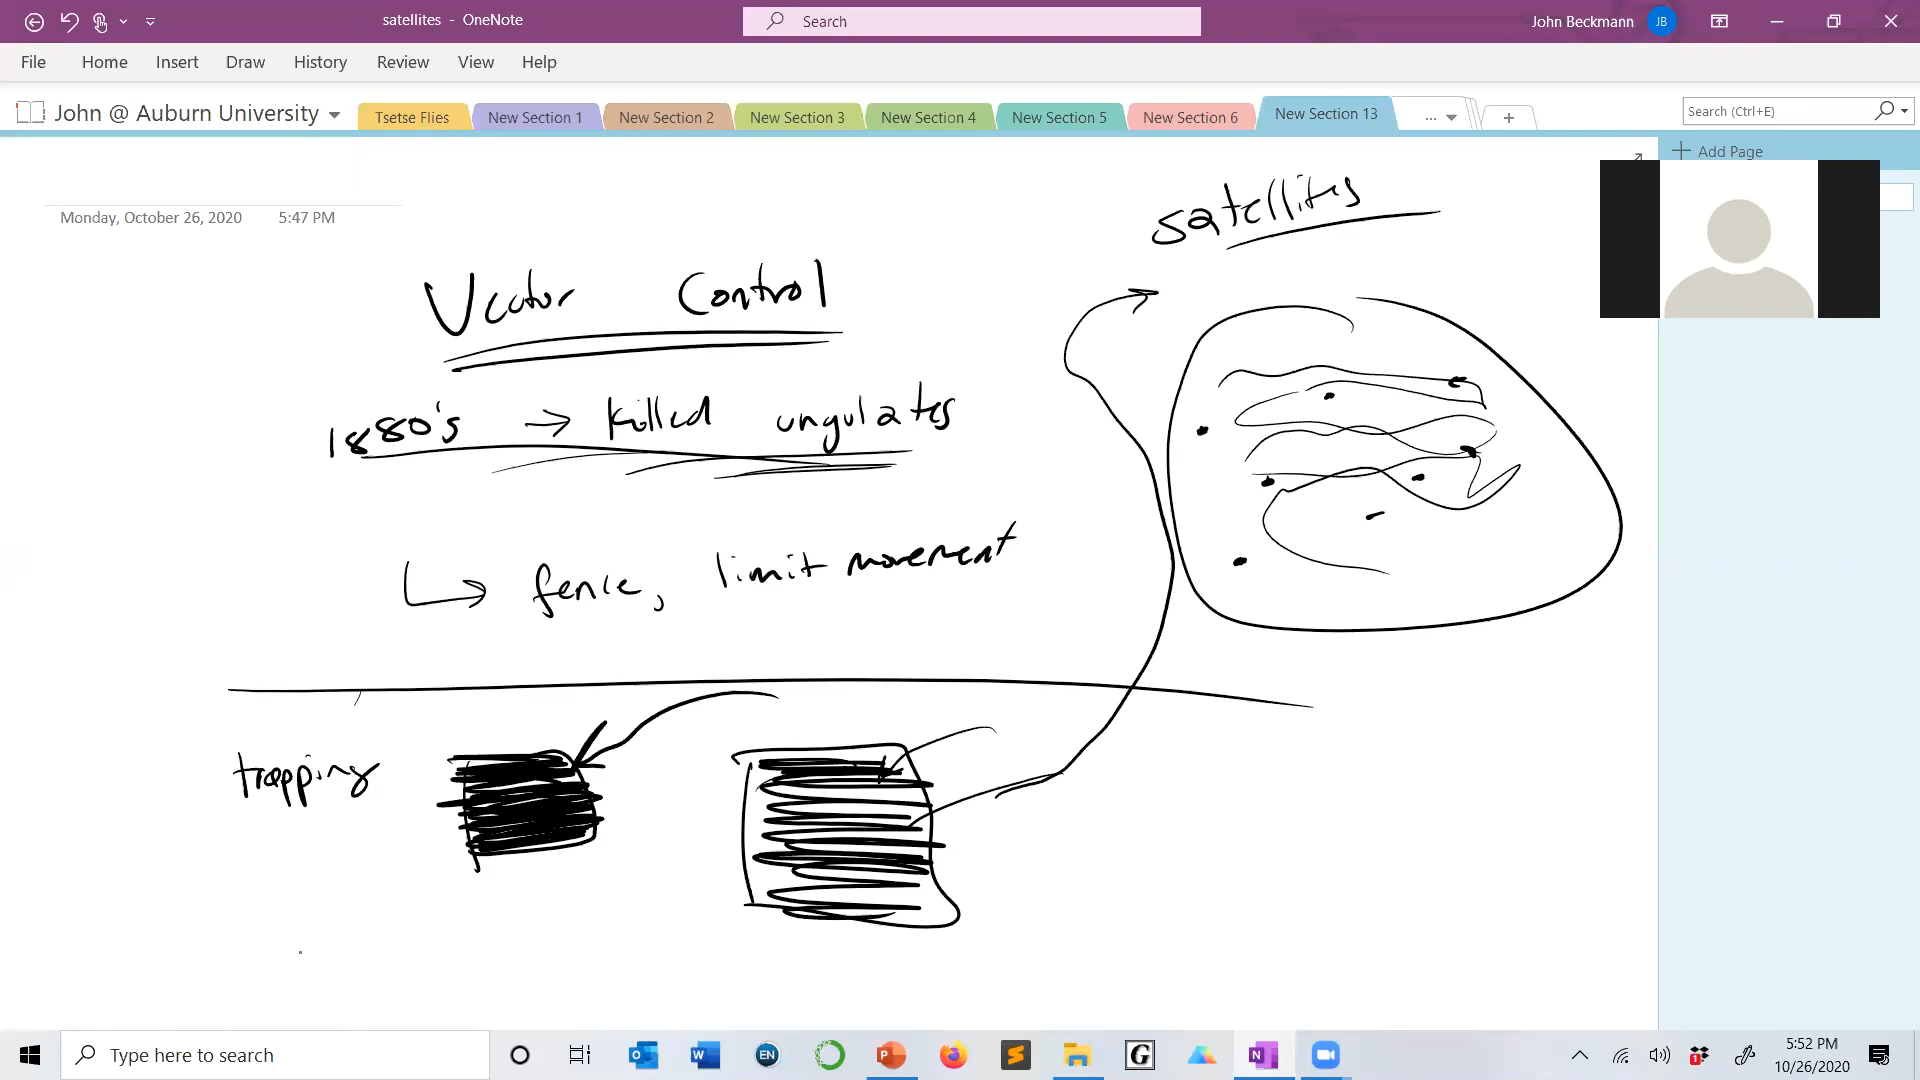 satellites - OneNote
Search
John Beckmann
JB
File Home Insert Draw History Review View Help
John @ Auburn University
Tsetse Flies
New Section 1
New Section 2
New Section 3
New Section 4
New Section 5
New Section 6
New Section 13
...
+
Search (Ctrl+E)
Add Page
Monday, October 26, 2020 5:47 PM
satellites
Vector Control
1880's → killed ungulates
↳ fence, limit movement
trapping
Type here to search
EN
G
5:52 PM
10/26/2020